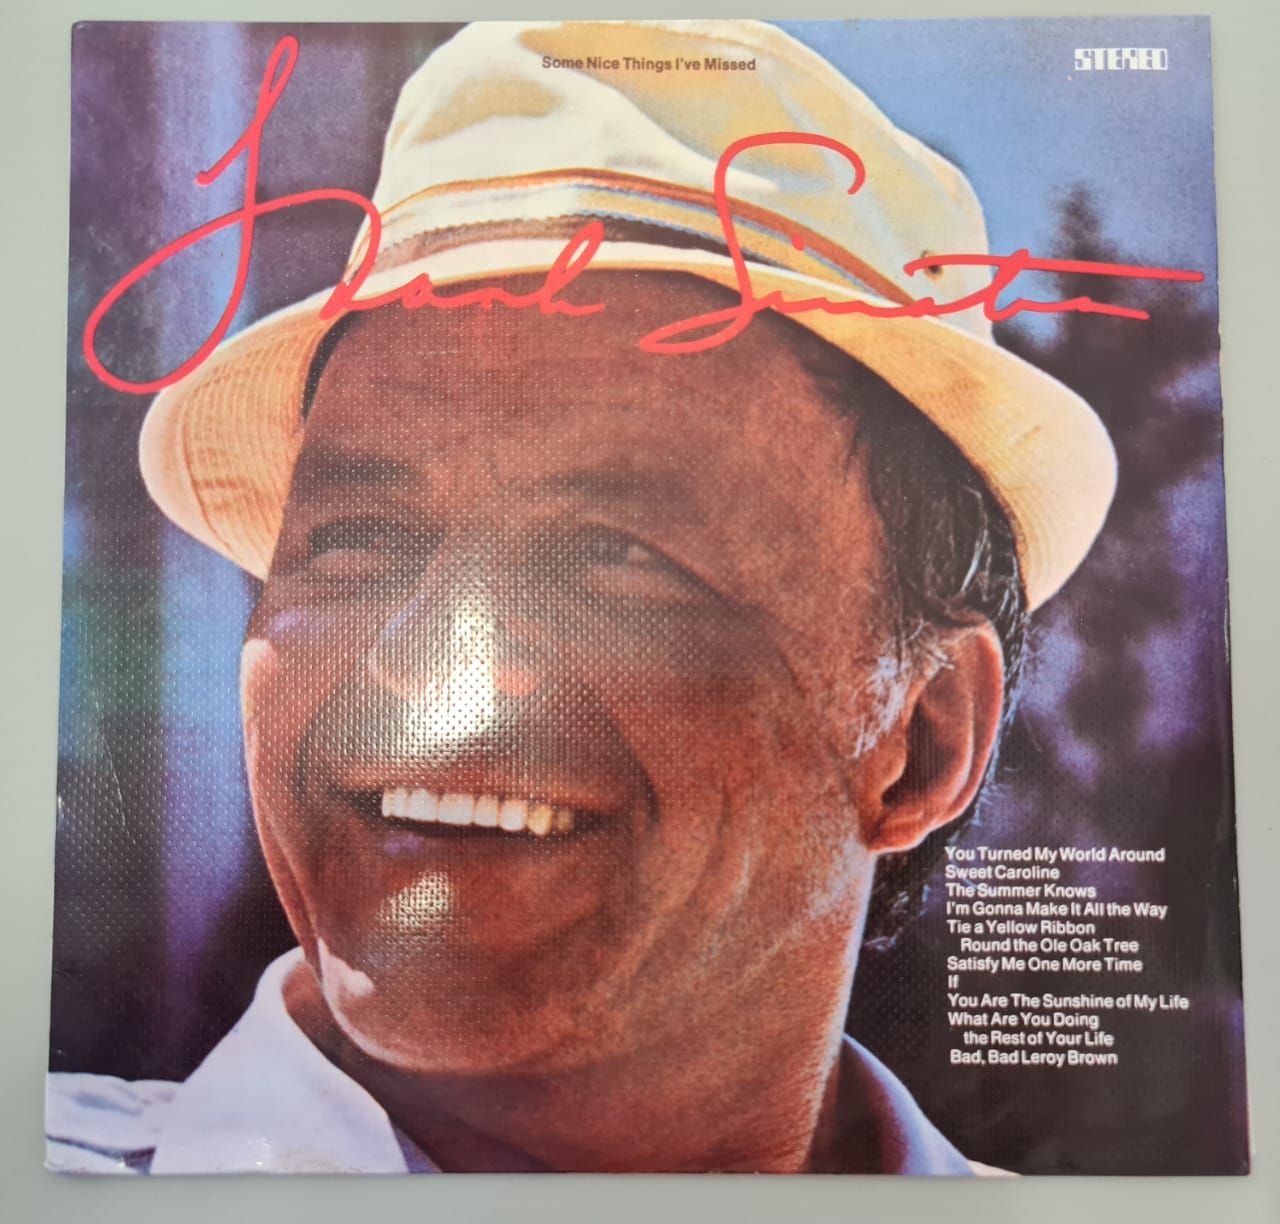 Some Nice Things I've Missed
STEREO
Frank Sinatra
You Turned My World Around
Sweet Caroline
The Summer Knows
I'm Gonna Make It All the Way
Tie a Yellow Ribbon
Round the Ole Oak Tree
Satisfy Me One More Time
If
You Are The Sunshine of My Life
What Are You Doing
the Rest of Your Life
Bad, Bad Leroy Brown